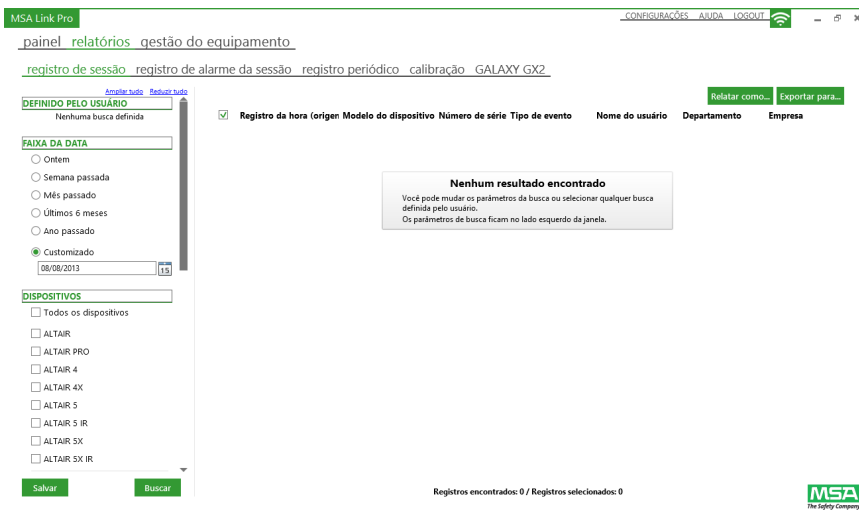 MSA Link Pro
CONFIGURAÇÕES AJUDA LOGOUT
painel relatórios gestão do equipamento
registro de sessão registro de alarme da sessão registro periódico calibração GALAXY GX2
Ampliar tudo Reduzir tudo
DEFINIDO PELO USUÁRIO
Nenhuma busca definida
FAIXA DA DATA
Ontem
Semana passada
Mês passado
Últimos 6 meses
Ano passado
Customizado
08/08/2013
15
DISPOSITIVOS
Todos os dispositivos
ALTAIR
ALTAIR PRO
ALTAIR 4
ALTAIR 4X
ALTAIR 5
ALTAIR 5 IR
ALTAIR 5X
ALTAIR 5X IR
Salvar Buscar
Relatar como... Exportar para...
Registro da hora (origen Modelo do dispositivo Número de série Tipo de evento Nome do usuário Departamento Empresa
Nenhum resultado encontrado
Você pode mudar os parâmetros da busca ou selecionar qualquer busca
definida pelo usuário.
Os parâmetros de busca ficam no lado esquerdo da janela.
Registros encontrados: 0 / Registros selecionados: 0
MSA
The Safety Company